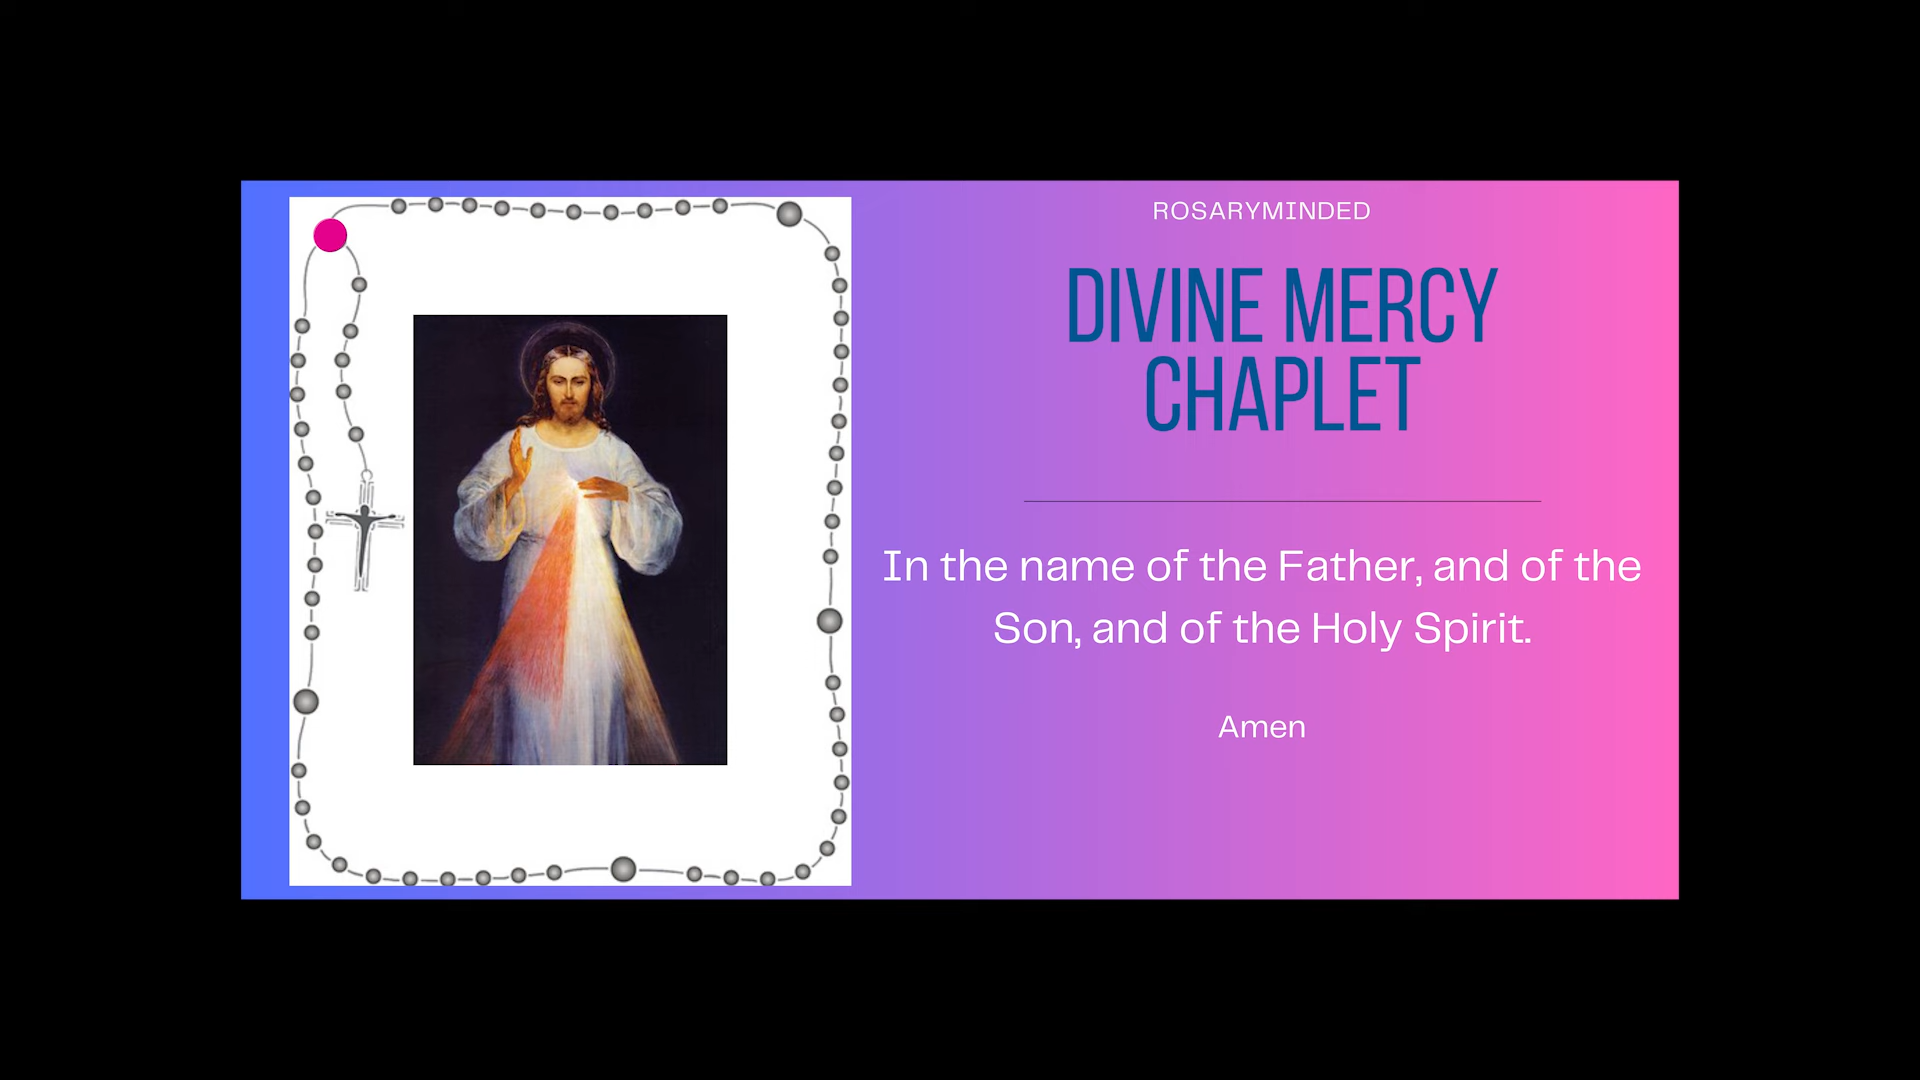 ROSARYMINDED
DIVINE MERCY
CHAPLET
In the name of the Father, and of the
Son, and of the Holy Spirit.
Amen